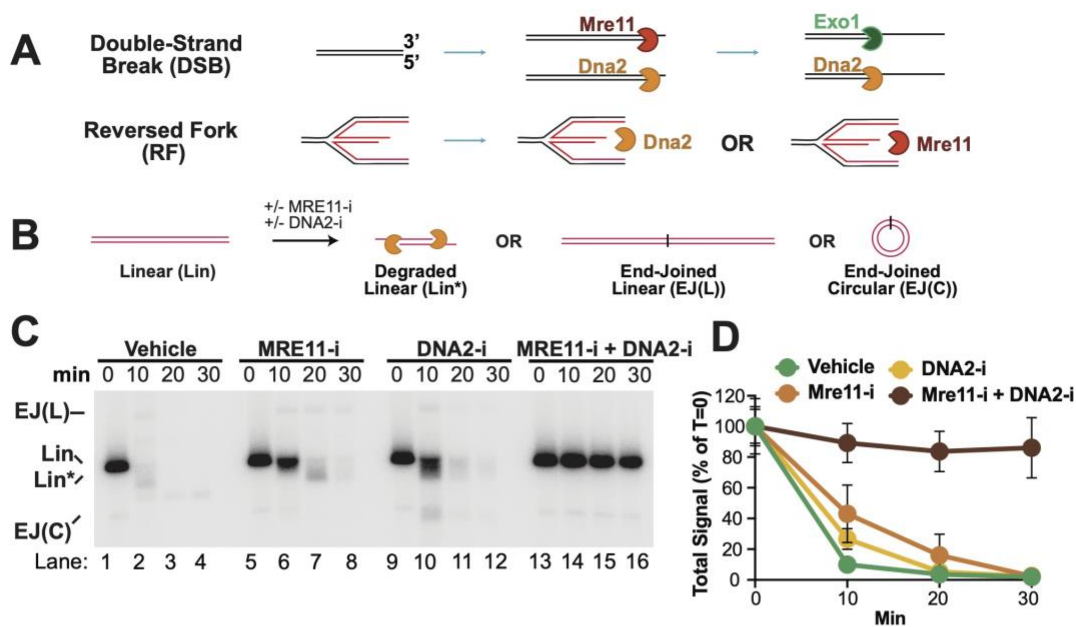 A
Double-Strand
Break (DSB)
3’
5’
Mre11
Dna2
Exo1
Dna2
Reversed Fork
(RF)
Dna2
OR
Mre11
B
Linear (Lin)
+/- MRE11-i
+/- DNA2-i
Degraded
Linear (Lin*)
OR
End-Joined
Linear (EJ(L))
OR
End-Joined
Circular (EJ(C))
C
Vehicle MRE11-i DNA2-i MRE11-i + DNA2-i
min 0 10 20 30 0 10 20 30 0 10 20 30 0 10 20 30
EJ(L)
Lin
Lin*
EJ(C)
Lane: 1 2 3 4 5 6 7 8 9 10 11 12 13 14 15 16
D
Vehicle DNA2-i
Mre11-i Mre11-i + DNA2-i
Total Signal (% of T=0)
120
100
80
60
40
20
0
0 10 20 30
Min